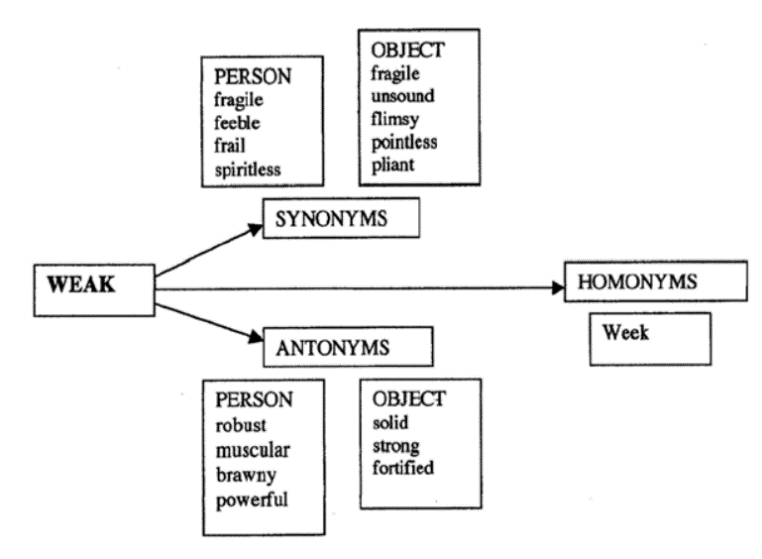 PERSON
fragile
feeble
frail
spiritless
OBJECT
fragile
unsound
flimsy
pointless
pliant
SYNONYMS
WEAK
HOMONYMS
Week
ANTONYMS
PERSON
robust
muscular
brawny
powerful
OBJECT
solid
strong
fortified